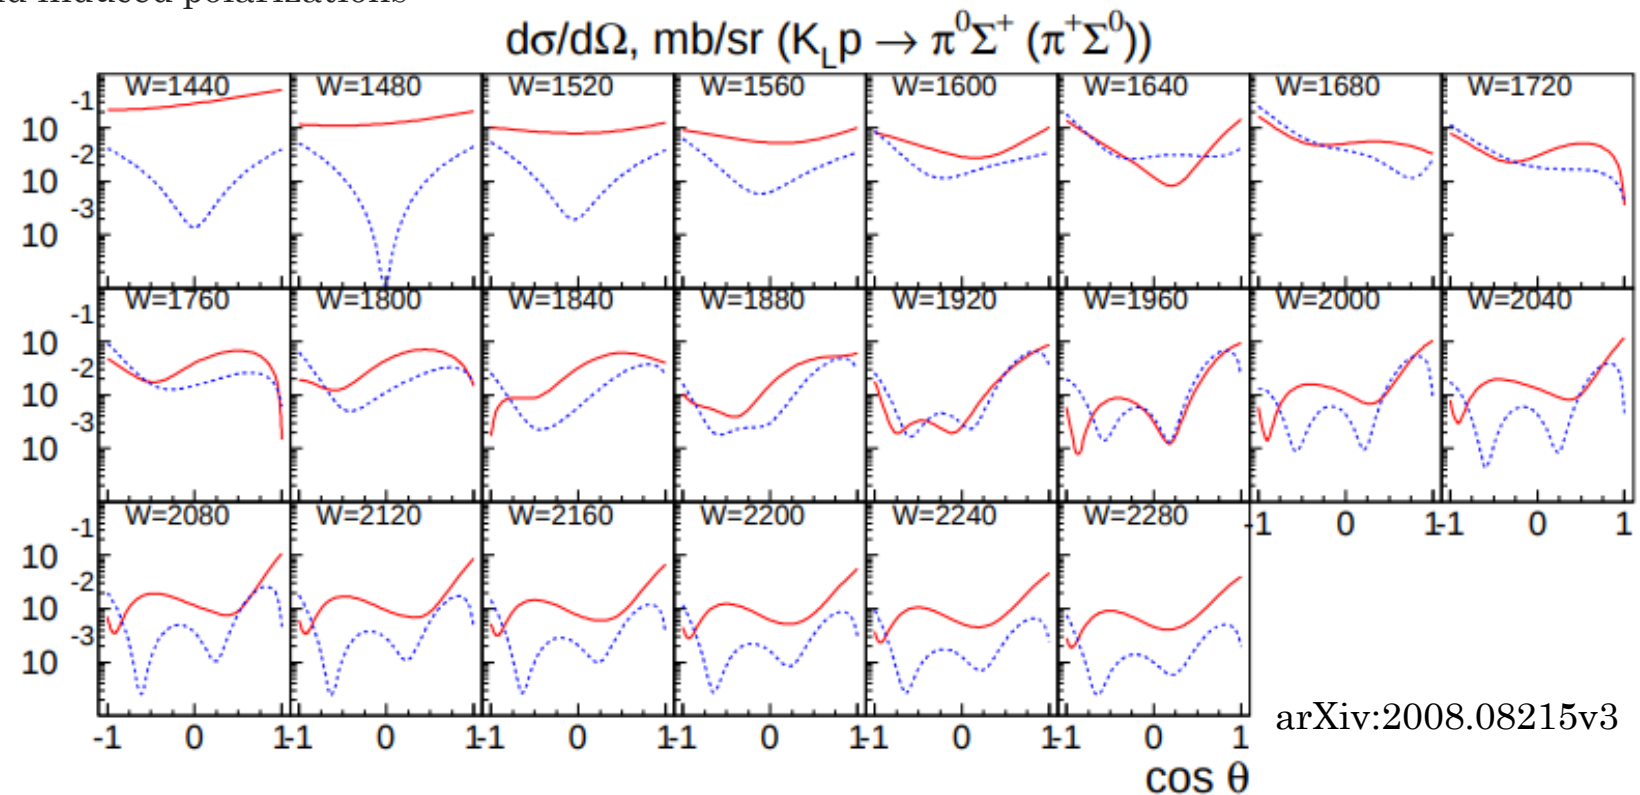 nd induced polarizations
dσ/dΩ, mb/sr (K_L p → π⁰Σ⁺ (π⁺Σ⁰))
W=1440 W=1480 W=1520 W=1560 W=1600 W=1640 W=1680 W=1720
10⁻¹
10⁻²
10⁻³
W=1760 W=1800 W=1840 W=1880 W=1920 W=1960 W=2000 W=2040
10⁻¹
10⁻²
10⁻³
-1 0 1 -1 0 1
W=2080 W=2120 W=2160 W=2200 W=2240 W=2280
10⁻¹
10⁻²
10⁻³
arXiv:2008.08215v3
-1 0 1 -1 0 1 -1 0 1 -1 0 1 -1 0 1 -1 0 1
cos θ